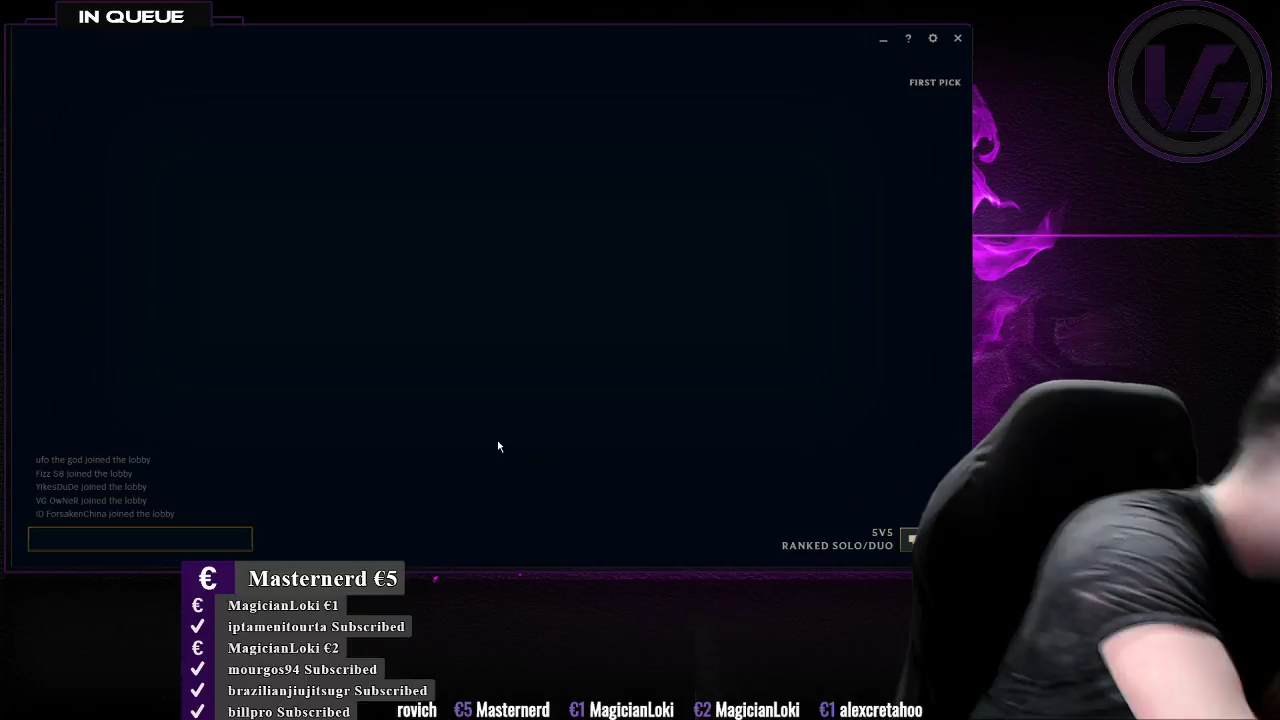 IN QUEUE
FIRST PICK
VG
ufo the god joined the lobby
Fizz S8 joined the lobby
YikesDuDe joined the lobby
VG OwNeR joined the lobby
iD ForsakenChina joined the lobby
5V5
RANKED SOLO/DUO
€ Masternerd €5
€ MagicianLoki €1
iptamenitourta Subscribed
€ MagicianLoki €2
mourgos94 Subscribed
brazilianjiujitsugr Subscribed
billpro Subscribed
rovich €5 Masternerd €1 MagicianLoki €2 MagicianLoki €1 alexcretahoo